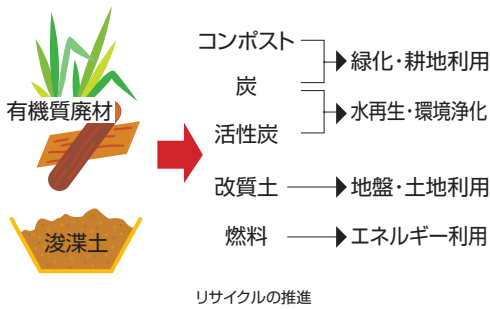 有機質廃材
浚渫土
コンポスト
炭
活性炭
改質土
燃料
緑化・耕地利用
水再生・環境浄化
地盤・土地利用
エネルギー利用
リサイクルの推進